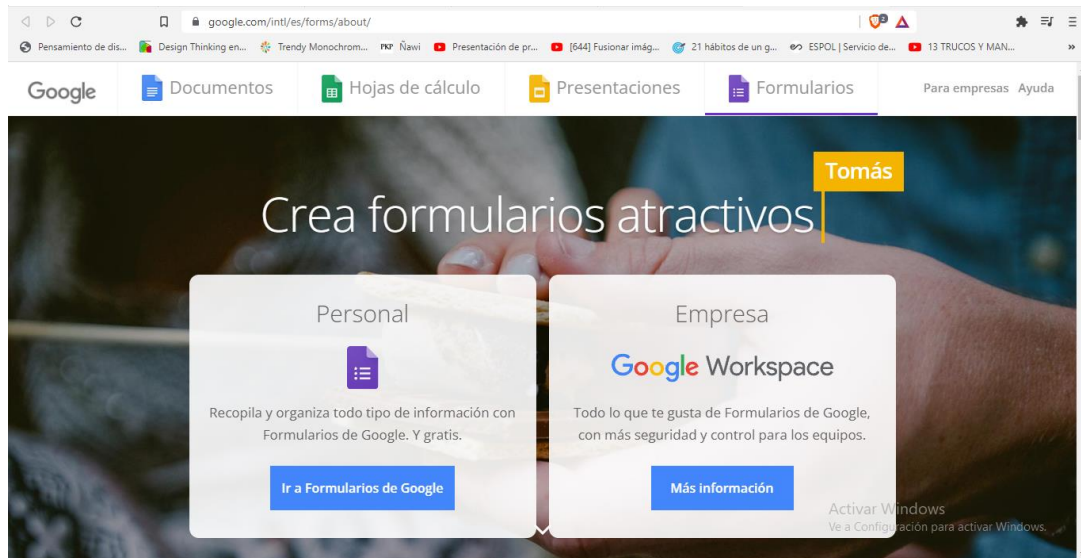 google.com/intl/es/forms/about/
Pensamiento de dis... Design Thinking en... Trendy Monochrom... PKP Ñawi Presentación de pr... [644] Fusionar imág... 21 hábitos de un g... ESPOL | Servicio de... 13 TRUCOS Y MAN... »
Google Documentos Hojas de cálculo Presentaciones Formularios Para empresas Ayuda
Tomás
Crea formularios atractivos
Personal
Recopila y organiza todo tipo de información con
Formularios de Google. Y gratis.
Ir a Formularios de Google
Empresa
Google Workspace
Todo lo que te gusta de Formularios de Google,
con más seguridad y control para los equipos.
Más información
Activar Windows
Ve a Configuración para activar Windows.